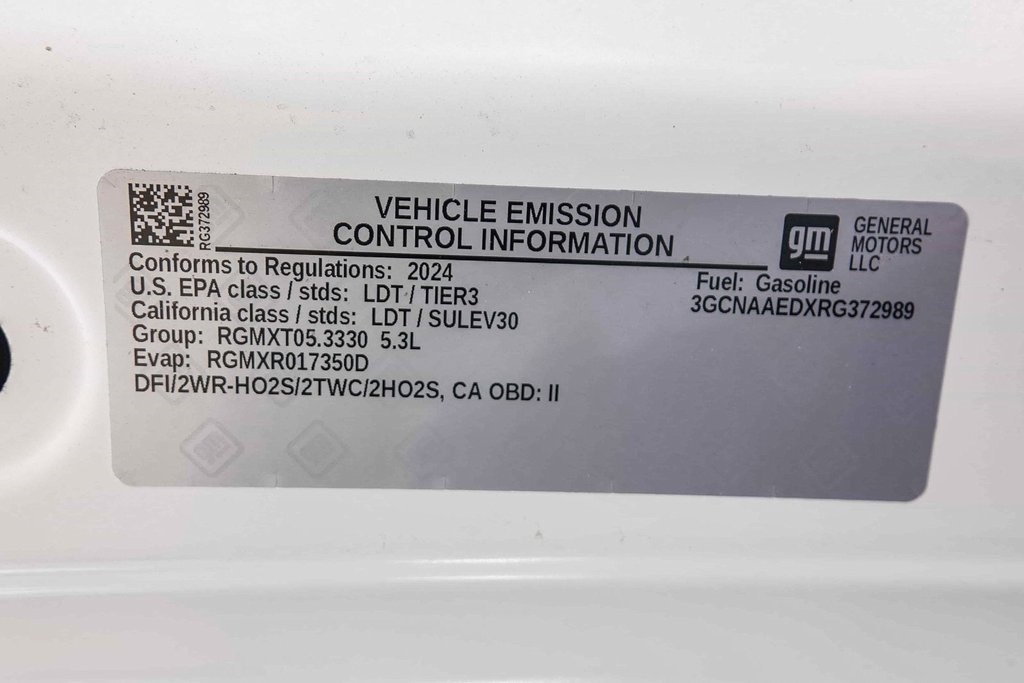 RG372989
VEHICLE EMISSION
CONTROL INFORMATION
gm
GENERAL
MOTORS
LLC
Conforms to Regulations: 2024
U.S. EPA class / stds: LDT / TIER3
California class / stds: LDT / SULEV30
Group: RGMXT05.3330 5.3L
Evap: RGMXR017350D
DFI/2WR-HO2S/2TWC/2HO2S, CA OBD: II
Fuel: Gasoline
3GCNAAEDXRG372989